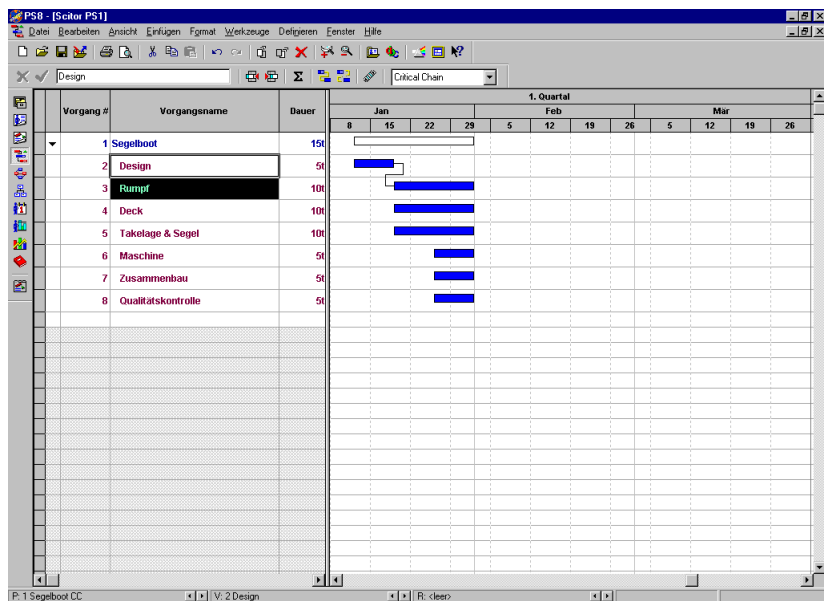 PS8 - [Scitor PS1]
Datei Bearbeiten Ansicht Einfügen Format Werkzeuge Definieren Fenster Hilfe
Design Σ Critical Chain
1. Quartal
Vorgang # Vorgangsname Dauer Jan Feb Mär
8 15 22 29 5 12 19 26 5 12 19 26
1 Segelboot 15t
2 Design 5t
3 Rumpf 10t
4 Deck 10t
5 Takelage & Segel 10t
6 Maschine 5t
7 Zusammenbau 5t
8 Qualitätskontrolle 5t
P: 1 Segelboot CC V: 2 Design R: <leer>